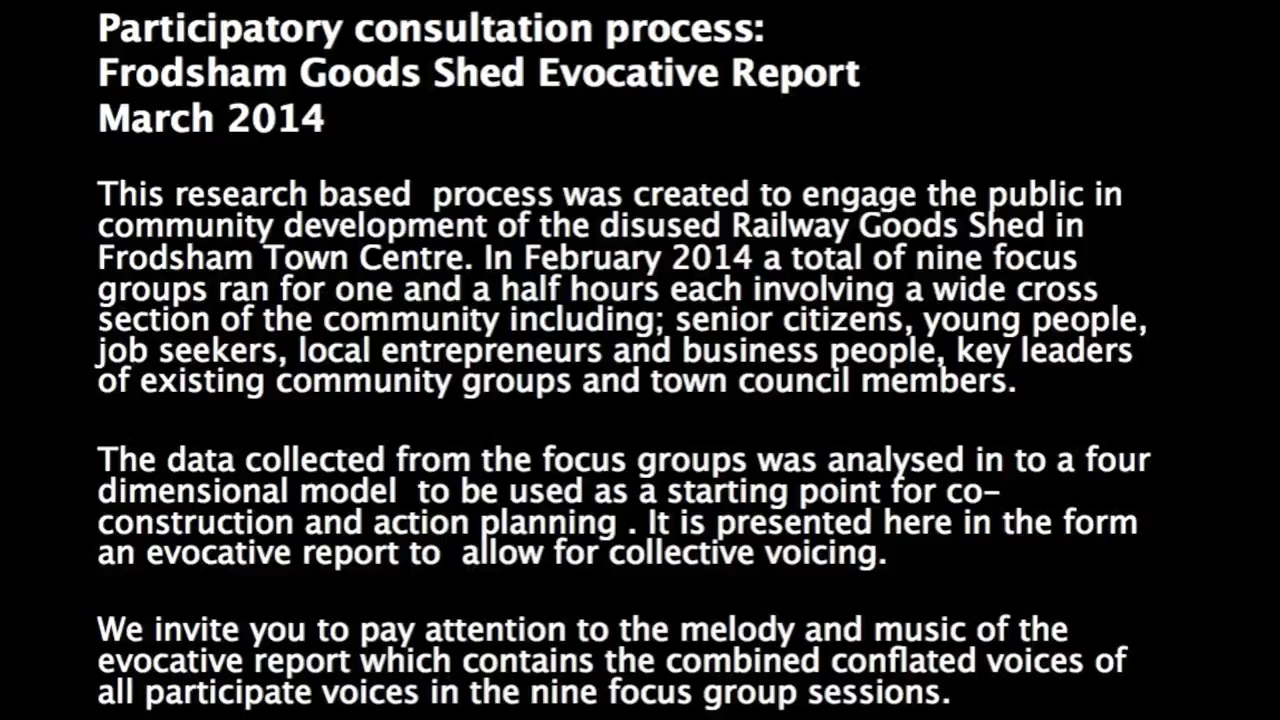 Participatory consultation process:
Frodsham Goods Shed Evocative Report
March 2014
This research based  process was created to engage the public in
community development of the disused Railway Goods Shed in
Frodsham Town Centre. In February 2014 a total of nine focus
groups ran for one and a half hours each involving a wide cross
section of the community including; senior citizens, young people,
job seekers, local entrepreneurs and business people, key leaders
of existing community groups and town council members.
The data collected from the focus groups was analysed in to a four
dimensional model  to be used as a starting point for co-
construction and action planning . It is presented here in the form
an evocative report to  allow for collective voicing.
We invite you to pay attention to the melody and music of the
evocative report which contains the combined conflated voices of
all participate voices in the nine focus group sessions.